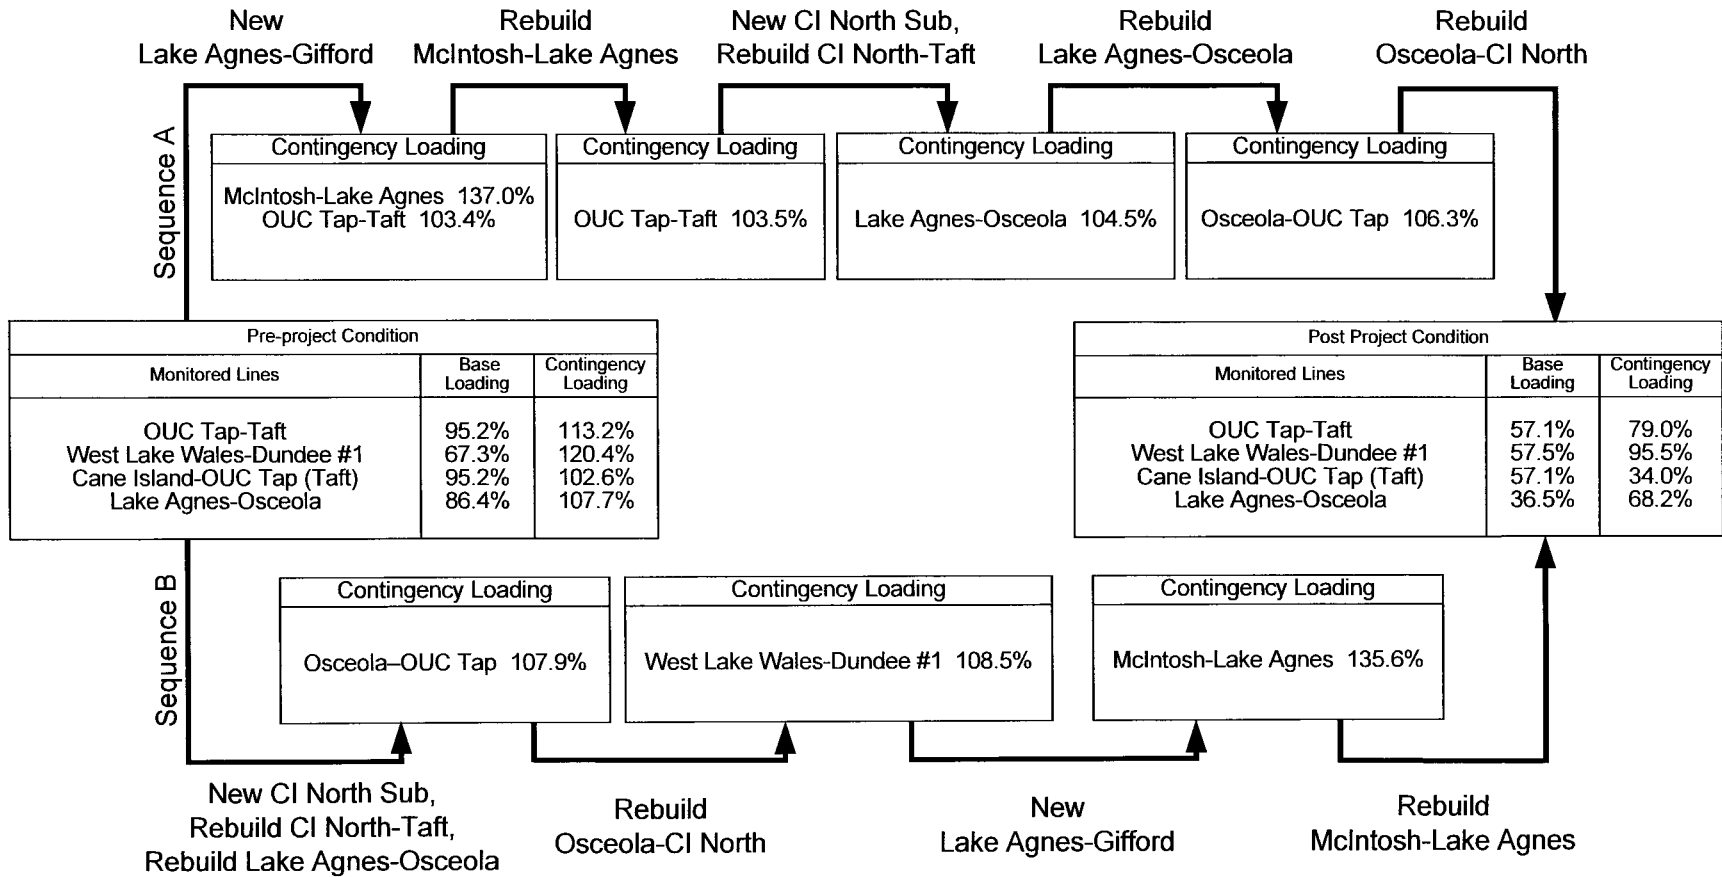 New
Lake Agnes-Gifford
Rebuild
McIntosh-Lake Agnes
New CI North Sub,
Rebuild CI North-Taft
Rebuild
Lake Agnes-Osceola
Rebuild
Osceola-CI North
Sequence A
Contingency Loading
McIntosh-Lake Agnes 137.0%
OUC Tap-Taft 103.4%
Contingency Loading
OUC Tap-Taft 103.5%
Contingency Loading
Lake Agnes-Osceola 104.5%
Contingency Loading
Osceola-OUC Tap 106.3%
Pre-project Condition
Monitored Lines
Base
Loading
Contingency
Loading
OUC Tap-Taft 95.2% 113.2%
West Lake Wales-Dundee #1 67.3% 120.4%
Cane Island-OUC Tap (Taft) 95.2% 102.6%
Lake Agnes-Osceola 86.4% 107.7%
Post Project Condition
Monitored Lines
Base
Loading
Contingency
Loading
OUC Tap-Taft 57.1% 79.0%
West Lake Wales-Dundee #1 57.5% 95.5%
Cane Island-OUC Tap (Taft) 57.1% 34.0%
Lake Agnes-Osceola 36.5% 68.2%
Sequence B
Contingency Loading
Osceola–OUC Tap 107.9%
Contingency Loading
West Lake Wales-Dundee #1 108.5%
Contingency Loading
McIntosh-Lake Agnes 135.6%
New CI North Sub,
Rebuild CI North-Taft,
Rebuild Lake Agnes-Osceola
Rebuild
Osceola-CI North
New
Lake Agnes-Gifford
Rebuild
McIntosh-Lake Agnes